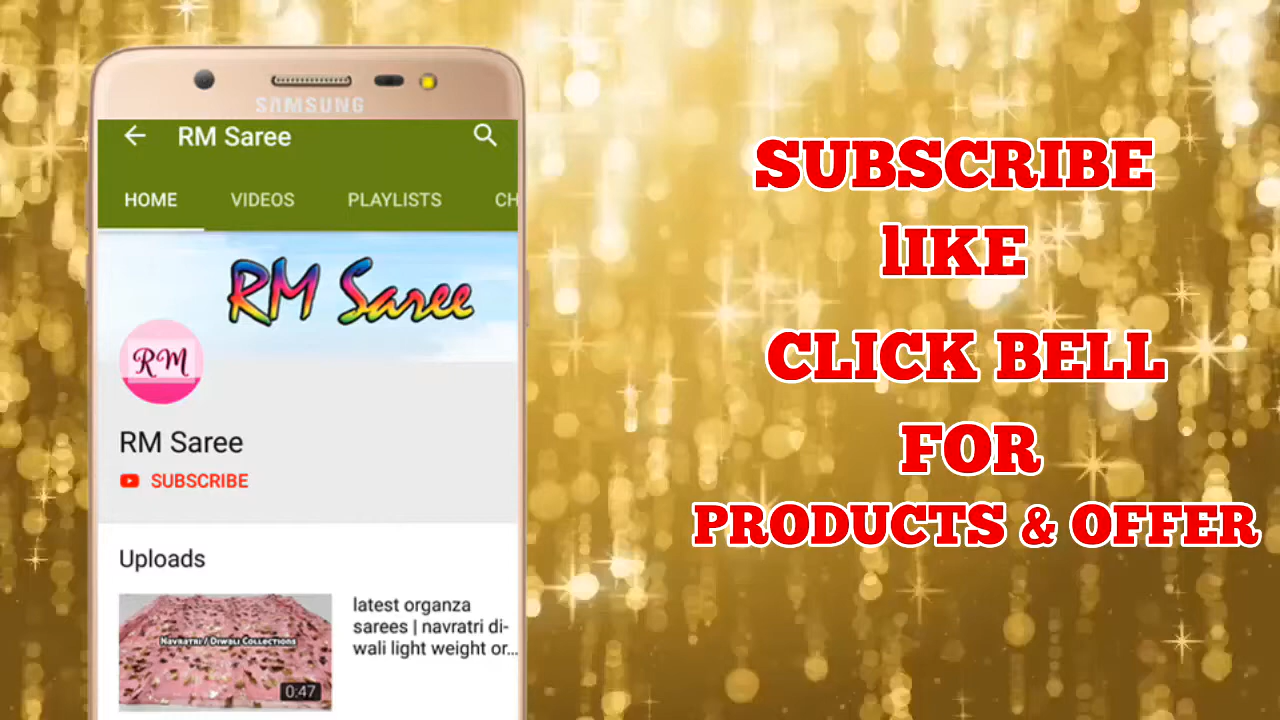 SAMSUNG
RM Saree
HOME VIDEOS PLAYLISTS CH
RM Saree
RM
RM Saree
SUBSCRIBE
Uploads
NAVRATRI / DIWALI COLLECTIONS
0:47
latest organza
sarees | navratri di-
wali light weight or...
SUBSCRIBE
lIKE
CLICK BELL
FOR
PRODUCTS & OFFER